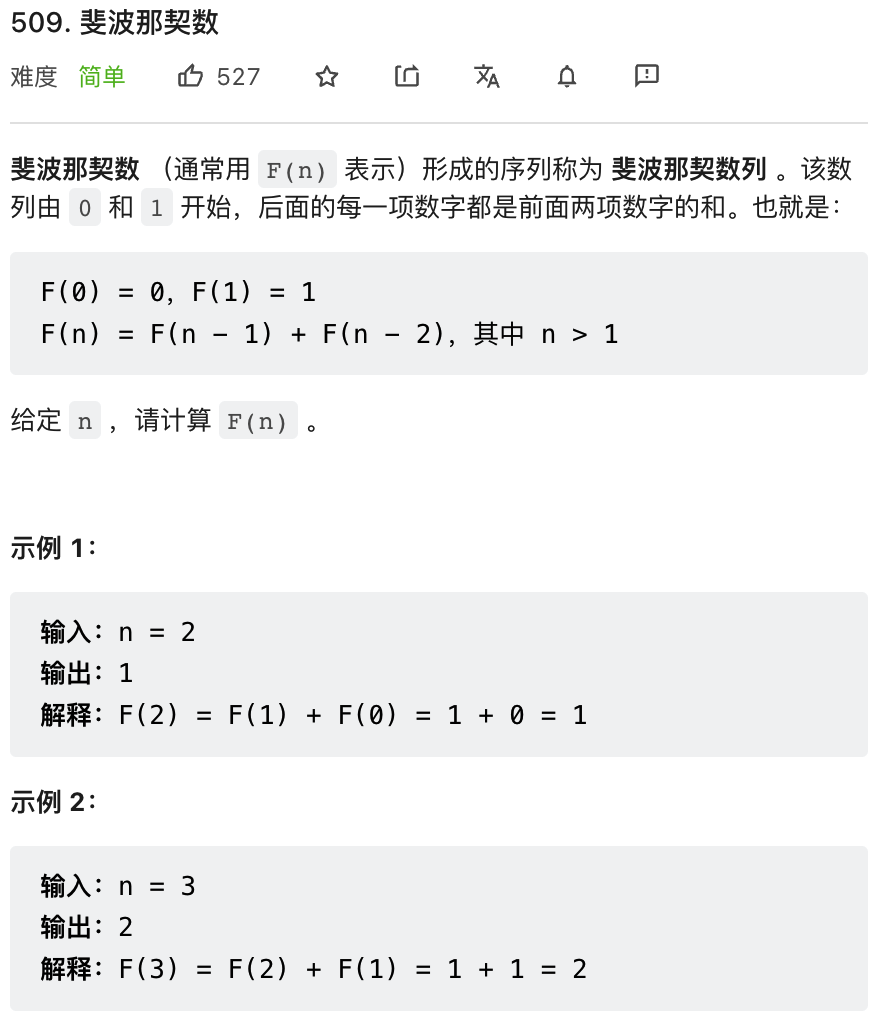 509. 斐波那契数
难度 简单 527
斐波那契数 （通常用 F(n) 表示）形成的序列称为 斐波那契数列 。该数
列由 0 和 1 开始，后面的每一项数字都是前面两项数字的和。也就是：
F(0) = 0，F(1) = 1
F(n) = F(n - 1) + F(n - 2)，其中 n > 1
给定 n ，请计算 F(n) 。
示例 1：
输入：n = 2
输出：1
解释：F(2) = F(1) + F(0) = 1 + 0 = 1
示例 2：
输入：n = 3
输出：2
解释：F(3) = F(2) + F(1) = 1 + 1 = 2